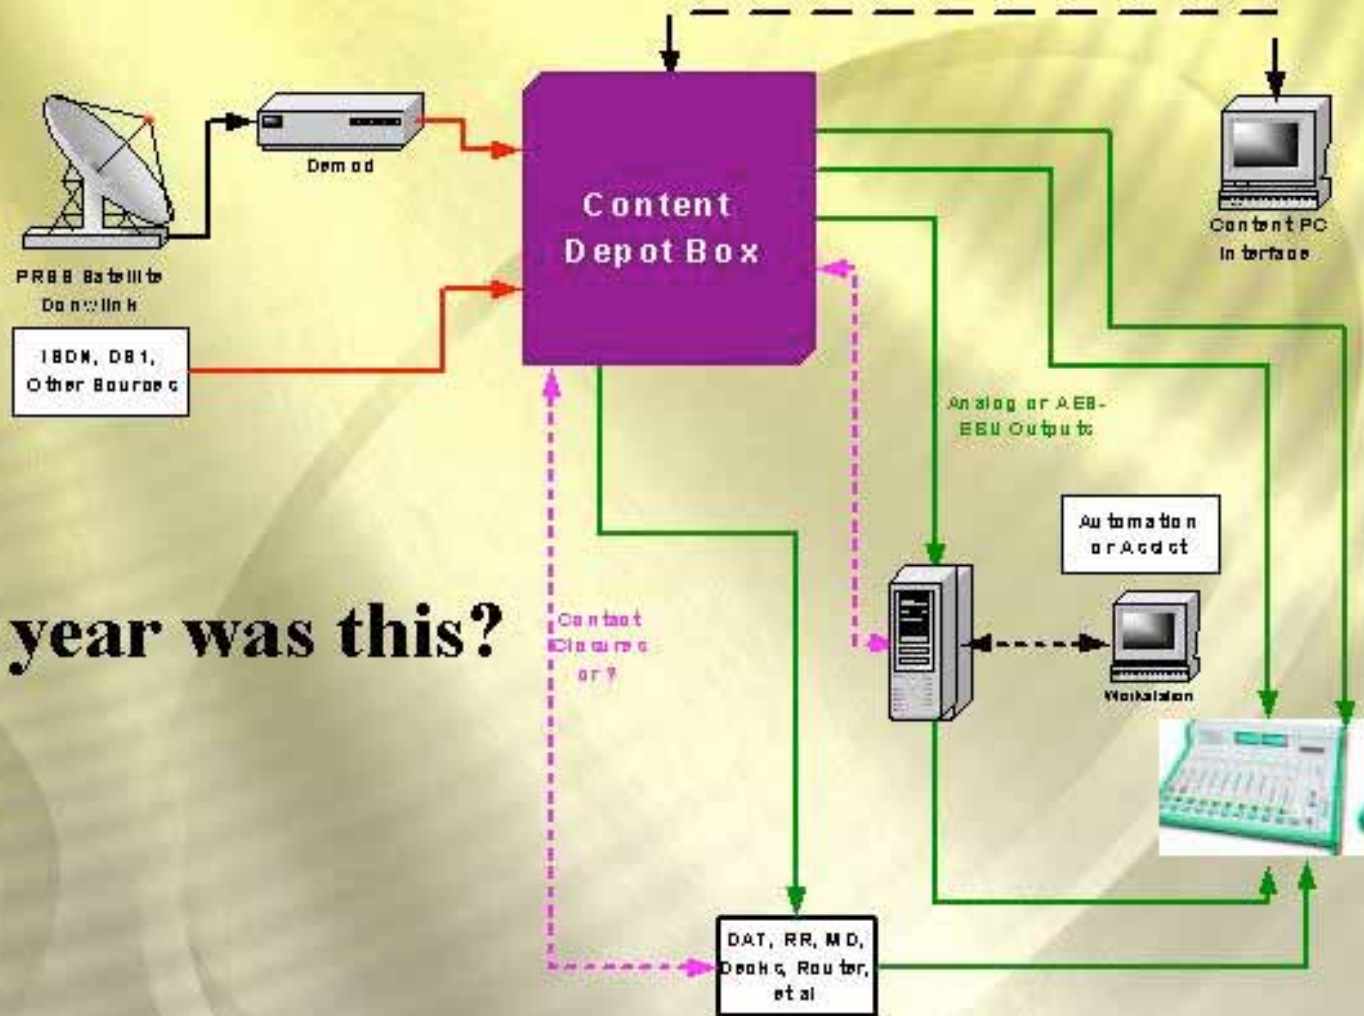 Demod
Content
Depot Box
Content PC
Interface
PRSS Satellite
Downlink
ISDN, DS1,
Other Sources
Analog or AES-
EBU Outputs
Automation
or Assist
year was this?
Contact
Closures
or ?
Workstation
DAT, RR, MD,
Decks, Router,
et al